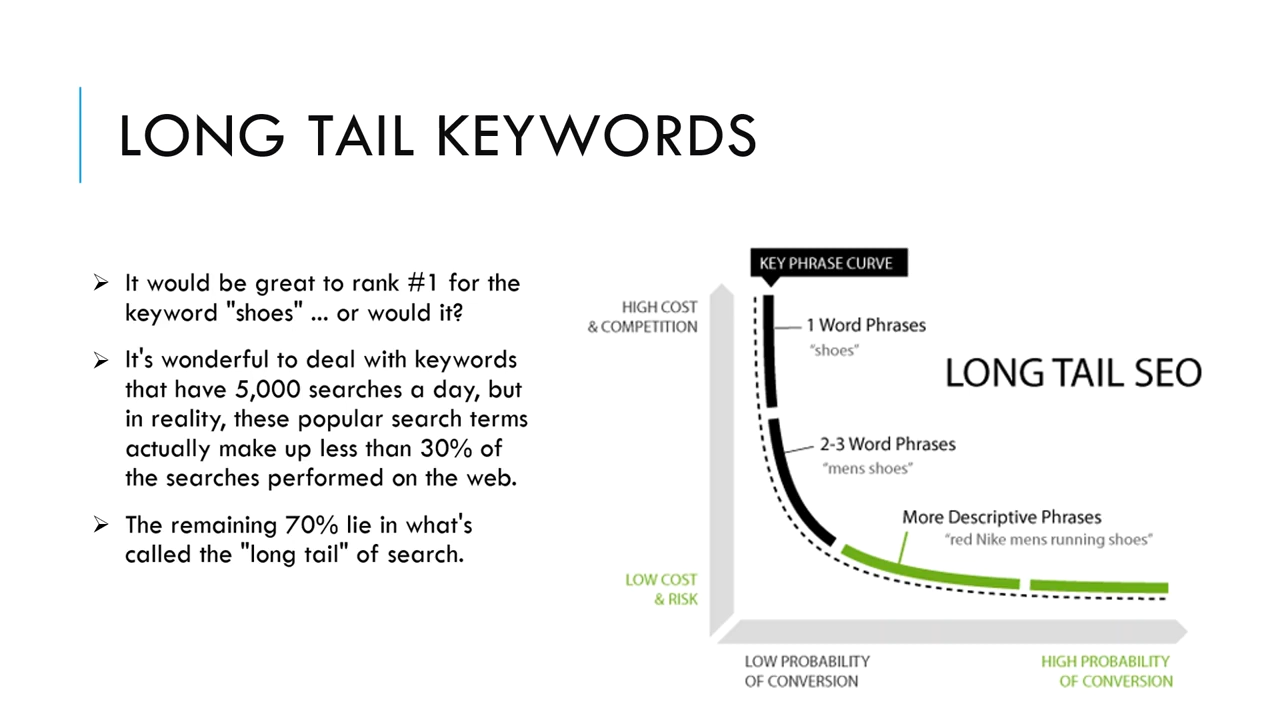 LONG TAIL KEYWORDS
➢ It would be great to rank #1 for the
keyword "shoes" ... or would it?
➢ It's wonderful to deal with keywords
that have 5,000 searches a day, but
in reality, these popular search terms
actually make up less than 30% of
the searches performed on the web.
➢ The remaining 70% lie in what's
called the "long tail" of search.
KEY PHRASE CURVE
HIGH COST
& COMPETITION
1 Word Phrases
“shoes”
LONG TAIL SEO
2-3 Word Phrases
“mens shoes”
More Descriptive Phrases
“red Nike mens running shoes”
LOW COST
& RISK
LOW PROBABILITY
OF CONVERSION
HIGH PROBABILITY
OF CONVERSION